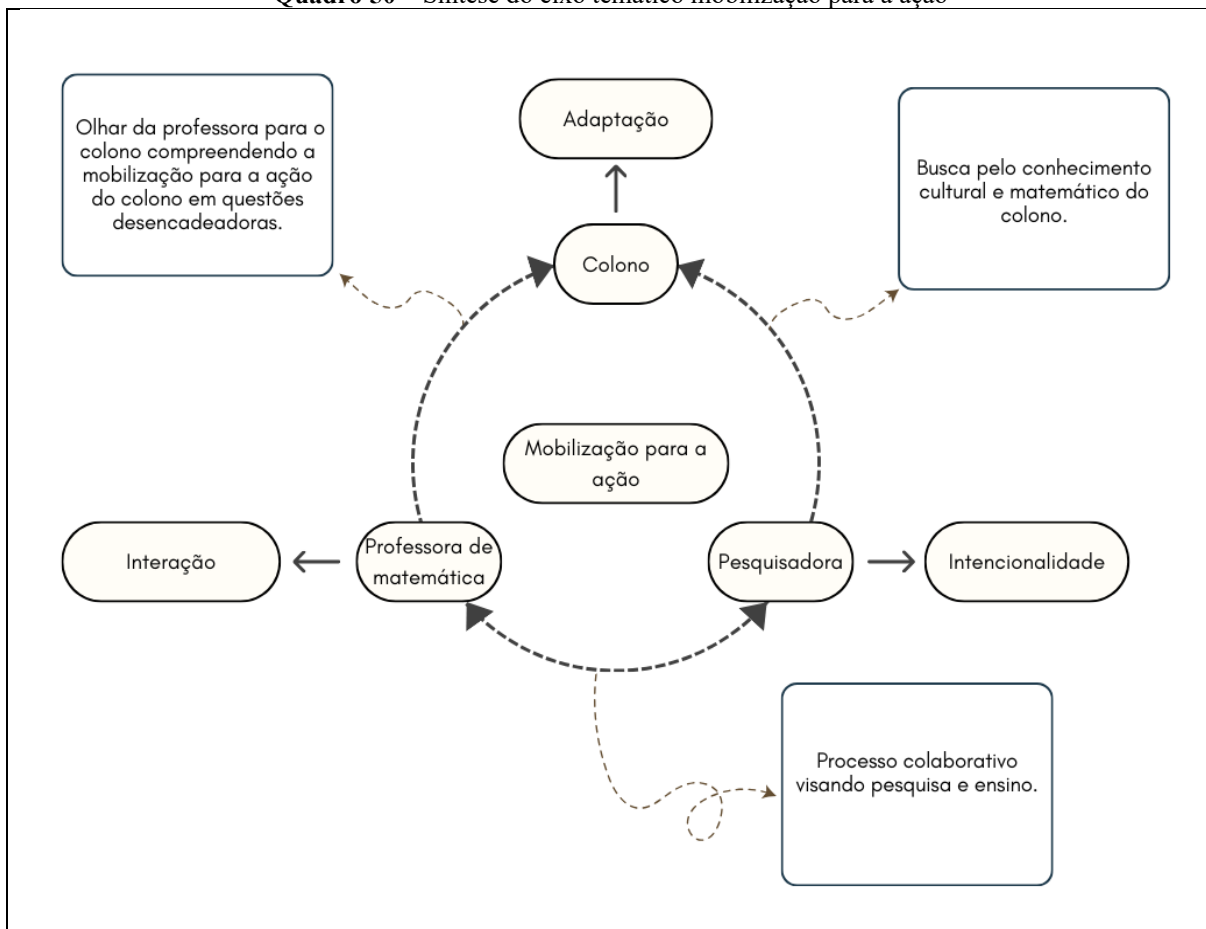 Quadro 30 – Síntese do eixo temático mobilização para a ação
Olhar da professora para o
colono compreendendo a
mobilização para a ação
do colono em questões
desencadeadoras.
Adaptação
Busca pelo conhecimento
cultural e matemático do
colono.
Colono
Mobilização para a
ação
Interação
Professora de
matemática
Pesquisadora
Intencionalidade
Processo colaborativo
visando pesquisa e ensino.